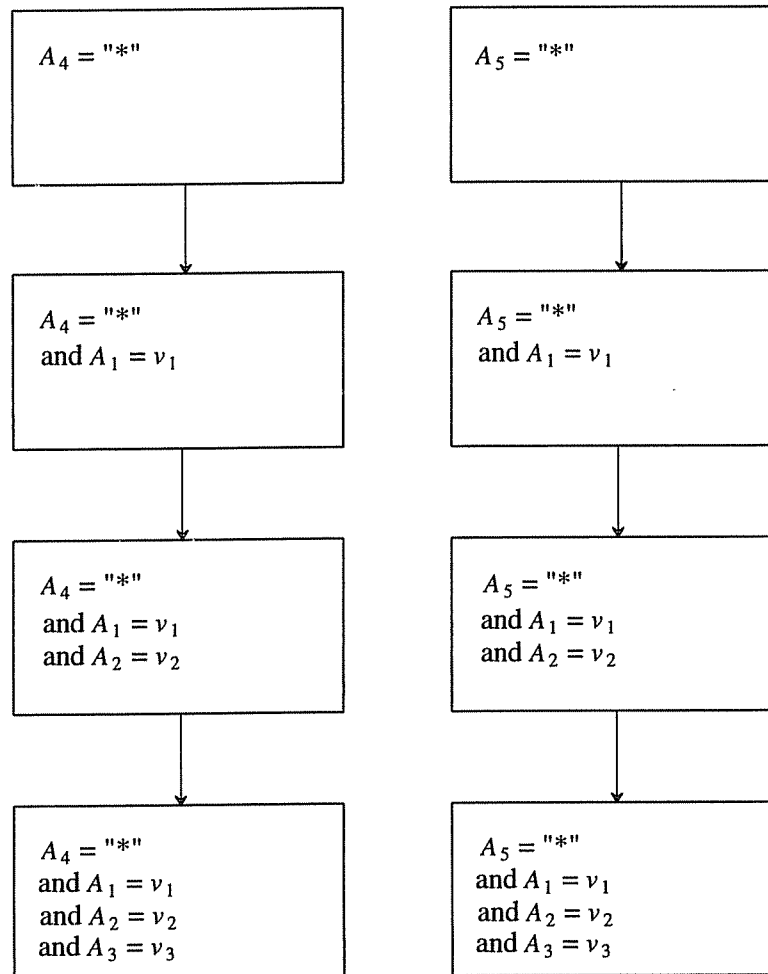 A4 = "*"
A4 = "*"
and A1 = v1
A4 = "*"
and A1 = v1
and A2 = v2
A4 = "*"
and A1 = v1
and A2 = v2
and A3 = v3
A5 = "*"
A5 = "*"
and A1 = v1
A5 = "*"
and A1 = v1
and A2 = v2
A5 = "*"
and A1 = v1
and A2 = v2
and A3 = v3